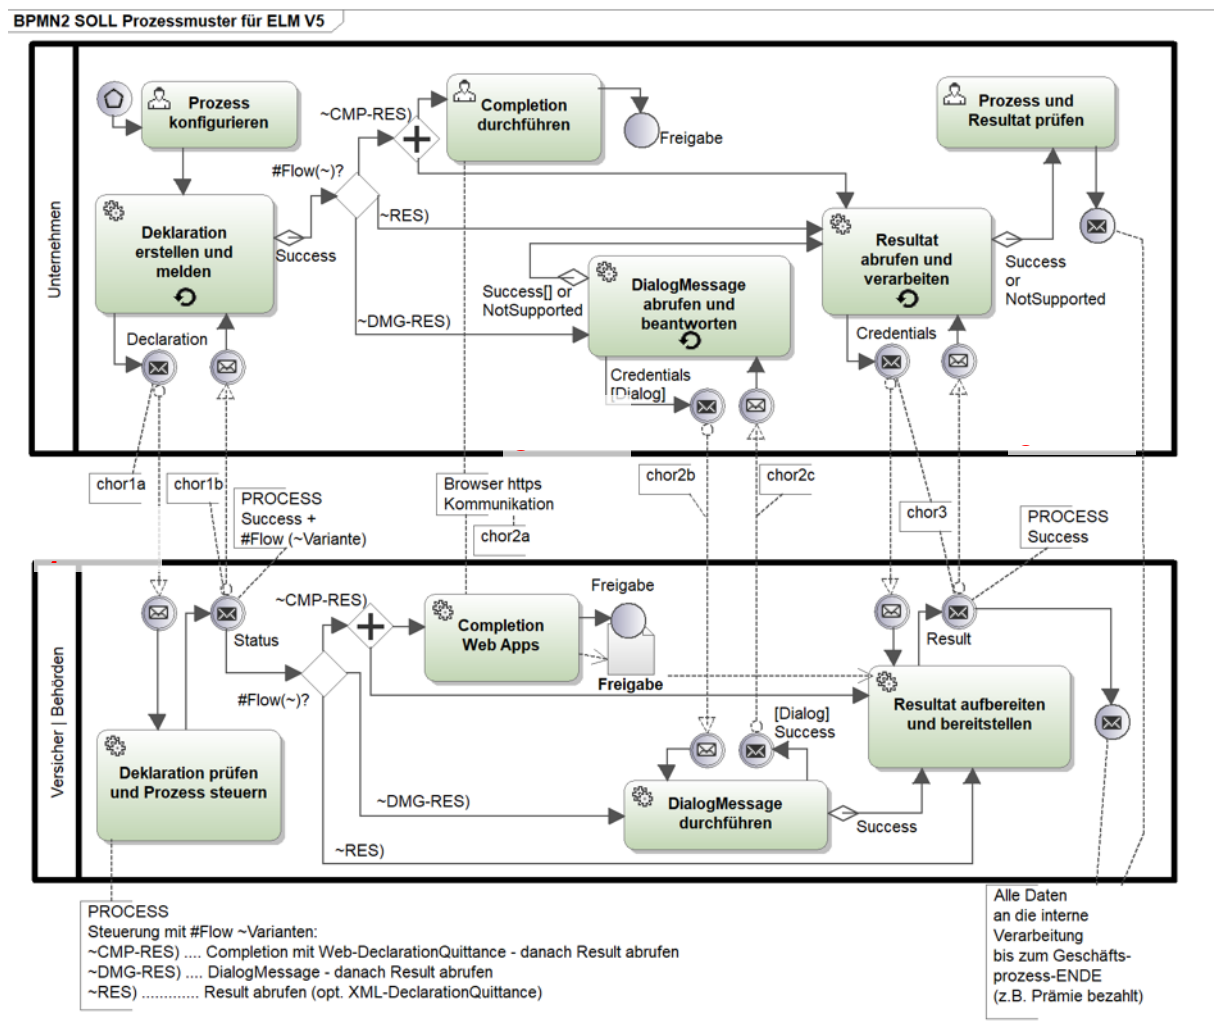 BPMN2 SOLL Prozessmuster für ELM V5
Unternehmen
Prozess
konfigurieren
~CMP-RES)
Completion
durchführen
Freigabe
Prozess und
Resultat prüfen
#Flow(~)?
~RES)
Deklaration
erstellen und
melden
Success
Resultat
abrufen und
verarbeiten
Success
or
NotSupported
Success[] or
NotSupported
DialogMessage
abrufen und
beantworten
~DMG-RES)
Declaration
Credentials
Credentials
[Dialog]
chor1a
chor1b
PROCESS
Success +
#Flow (~Variante)
Browser https
Kommunikation
chor2a
chor2b
chor2c
chor3
PROCESS
Success
Versicher | Behörden
Status
#Flow(~)?
~CMP-RES)
Completion
Web Apps
Freigabe
Freigabe
Result
Resultat aufbereiten
und bereitstellen
[Dialog]
Success
Deklaration prüfen
und Prozess steuern
~DMG-RES)
DialogMessage
durchführen
Success
~RES)
PROCESS
Steuerung mit #Flow ~Varianten:
~CMP-RES) .... Completion mit Web-DeclarationQuittance - danach Result abrufen
~DMG-RES) .... DialogMessage - danach Result abrufen
~RES) ............. Result abrufen (opt. XML-DeclarationQuittance)
Alle Daten
an die interne
Verarbeitung
bis zum Geschäfts-
prozess-ENDE
(z.B. Prämie bezahlt)